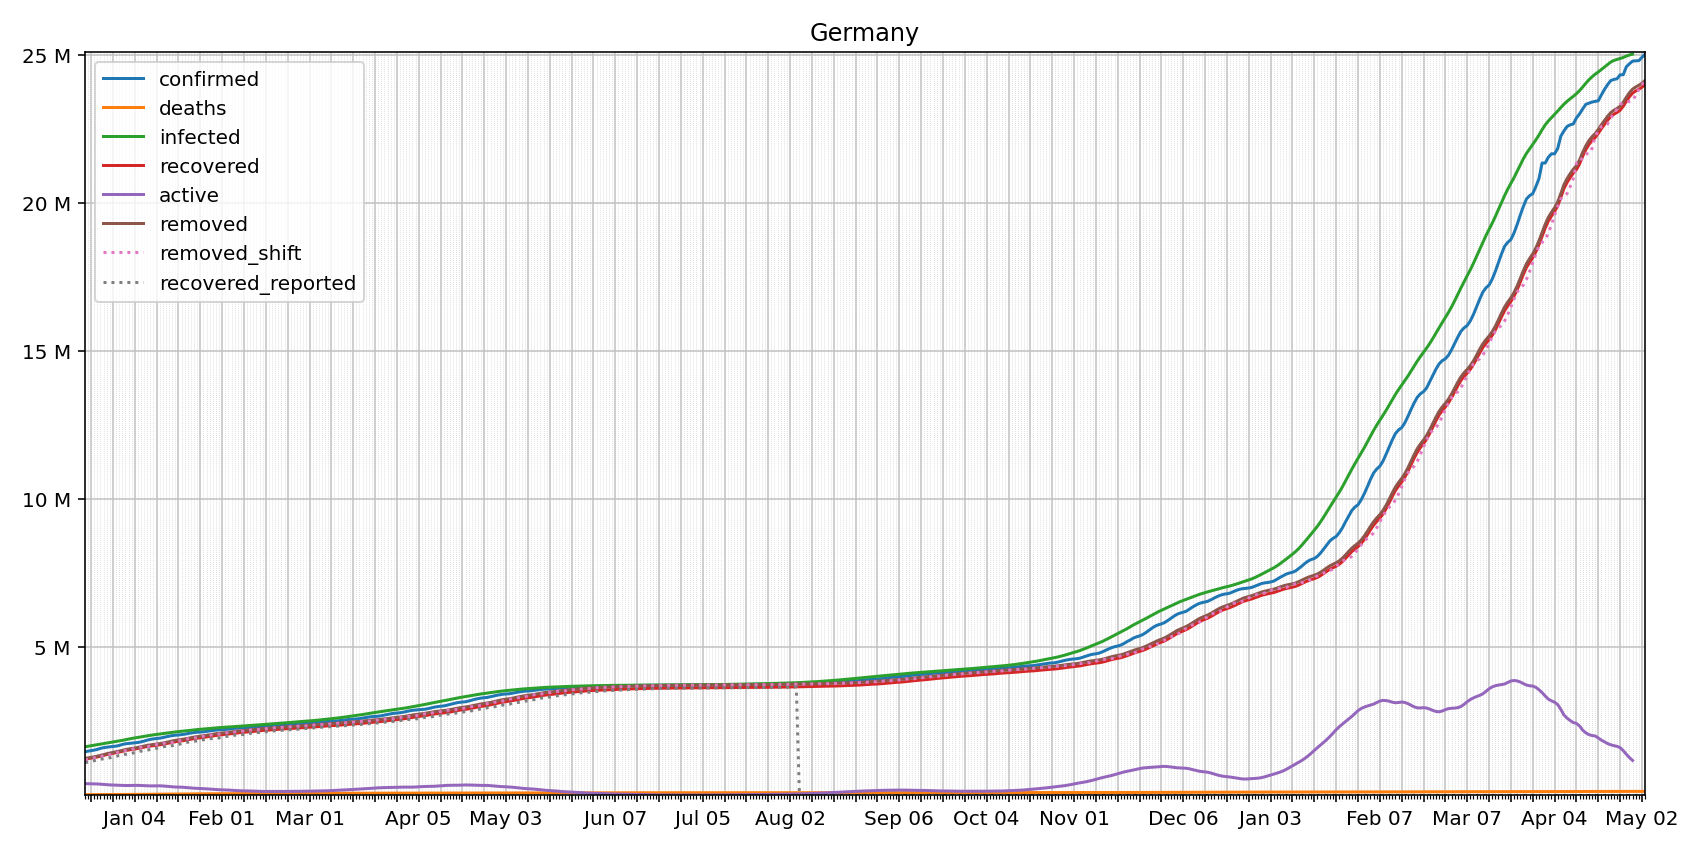 Germany
25 M
20 M
15 M
10 M
5 M
confirmed
deaths
infected
recovered
active
removed
removed_shift
recovered_reported
Jan 04 Feb 01 Mar 01 Apr 05 May 03 Jun 07 Jul 05 Aug 02 Sep 06 Oct 04 Nov 01 Dec 06 Jan 03 Feb 07 Mar 07 Apr 04 May 02